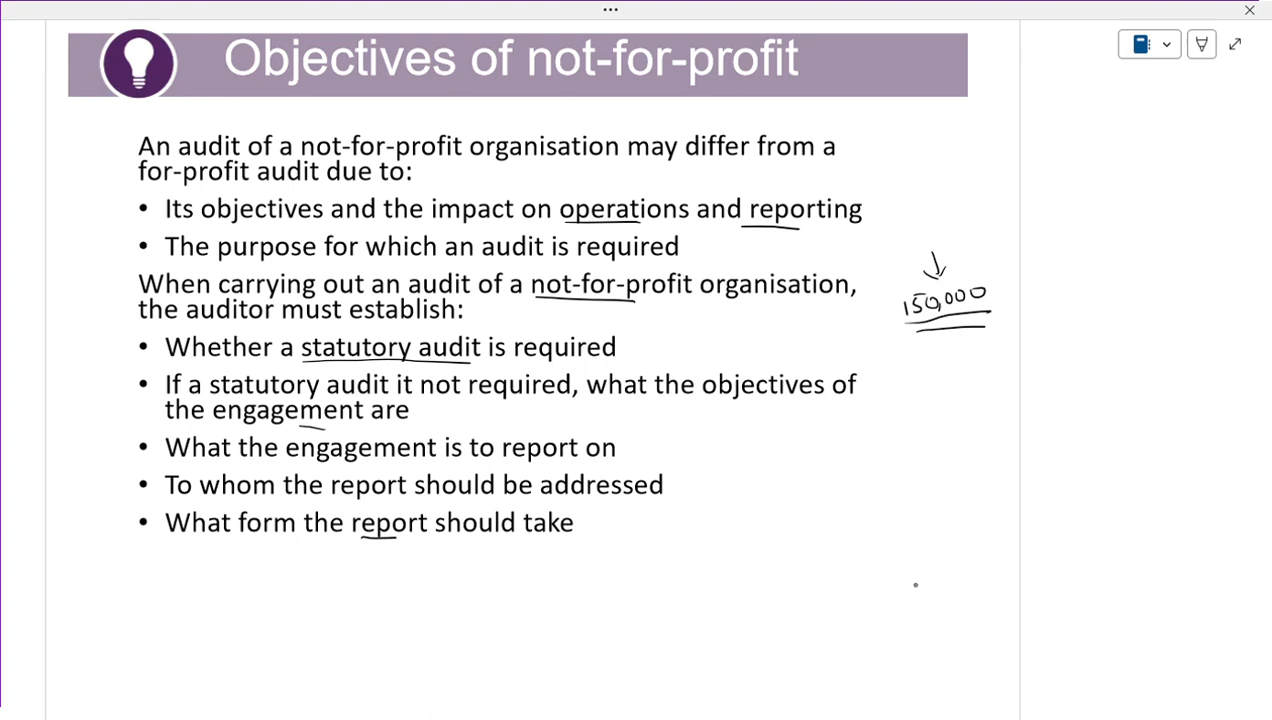 Objectives of not-for-profit
An audit of a not-for-profit organisation may differ from a
for-profit audit due to:
• Its objectives and the impact on operations and reporting
• The purpose for which an audit is required
When carrying out an audit of a not-for-profit organisation,
the auditor must establish:
150,000
• Whether a statutory audit is required
• If a statutory audit it not required, what the objectives of
the engagement are
• What the engagement is to report on
• To whom the report should be addressed
• What form the report should take